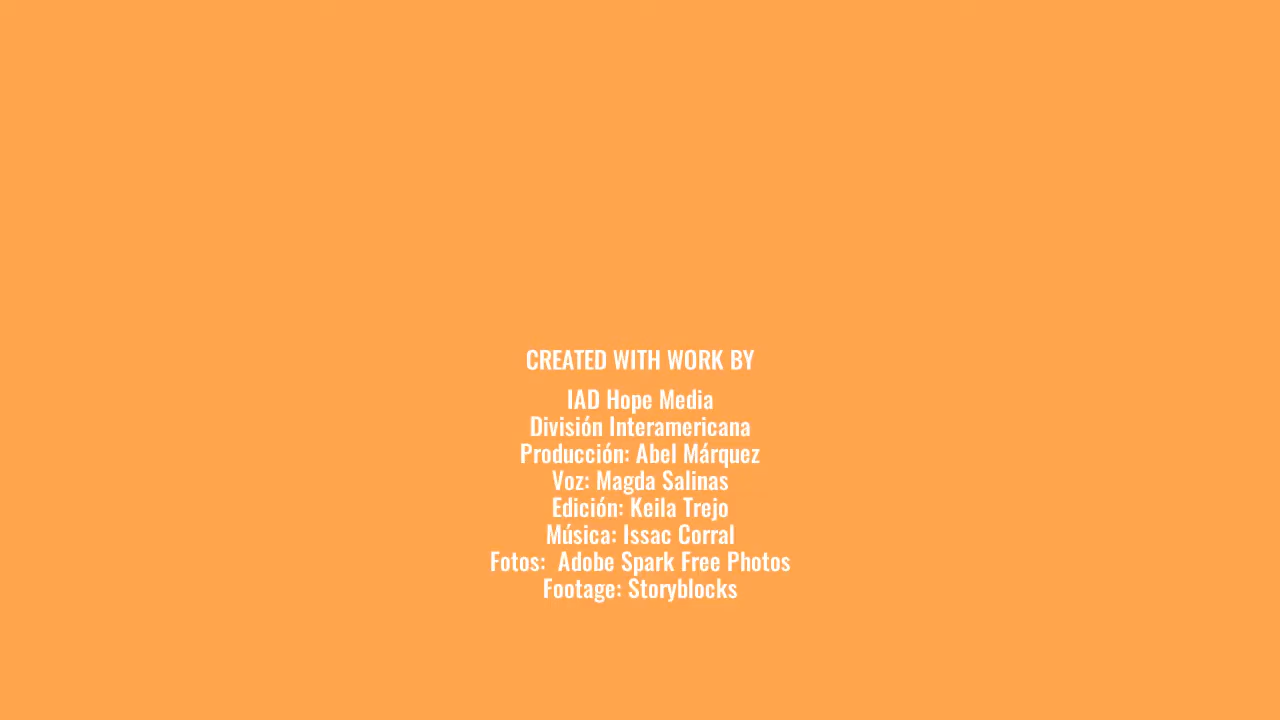 CREATED WITH WORK BY
IAD Hope Media
División Interamericana
Producción: Abel Márquez
Voz: Magda Salinas
Edición: Keila Trejo
Música: Issac Corral
Fotos:  Adobe Spark Free Photos
Footage: Storyblocks